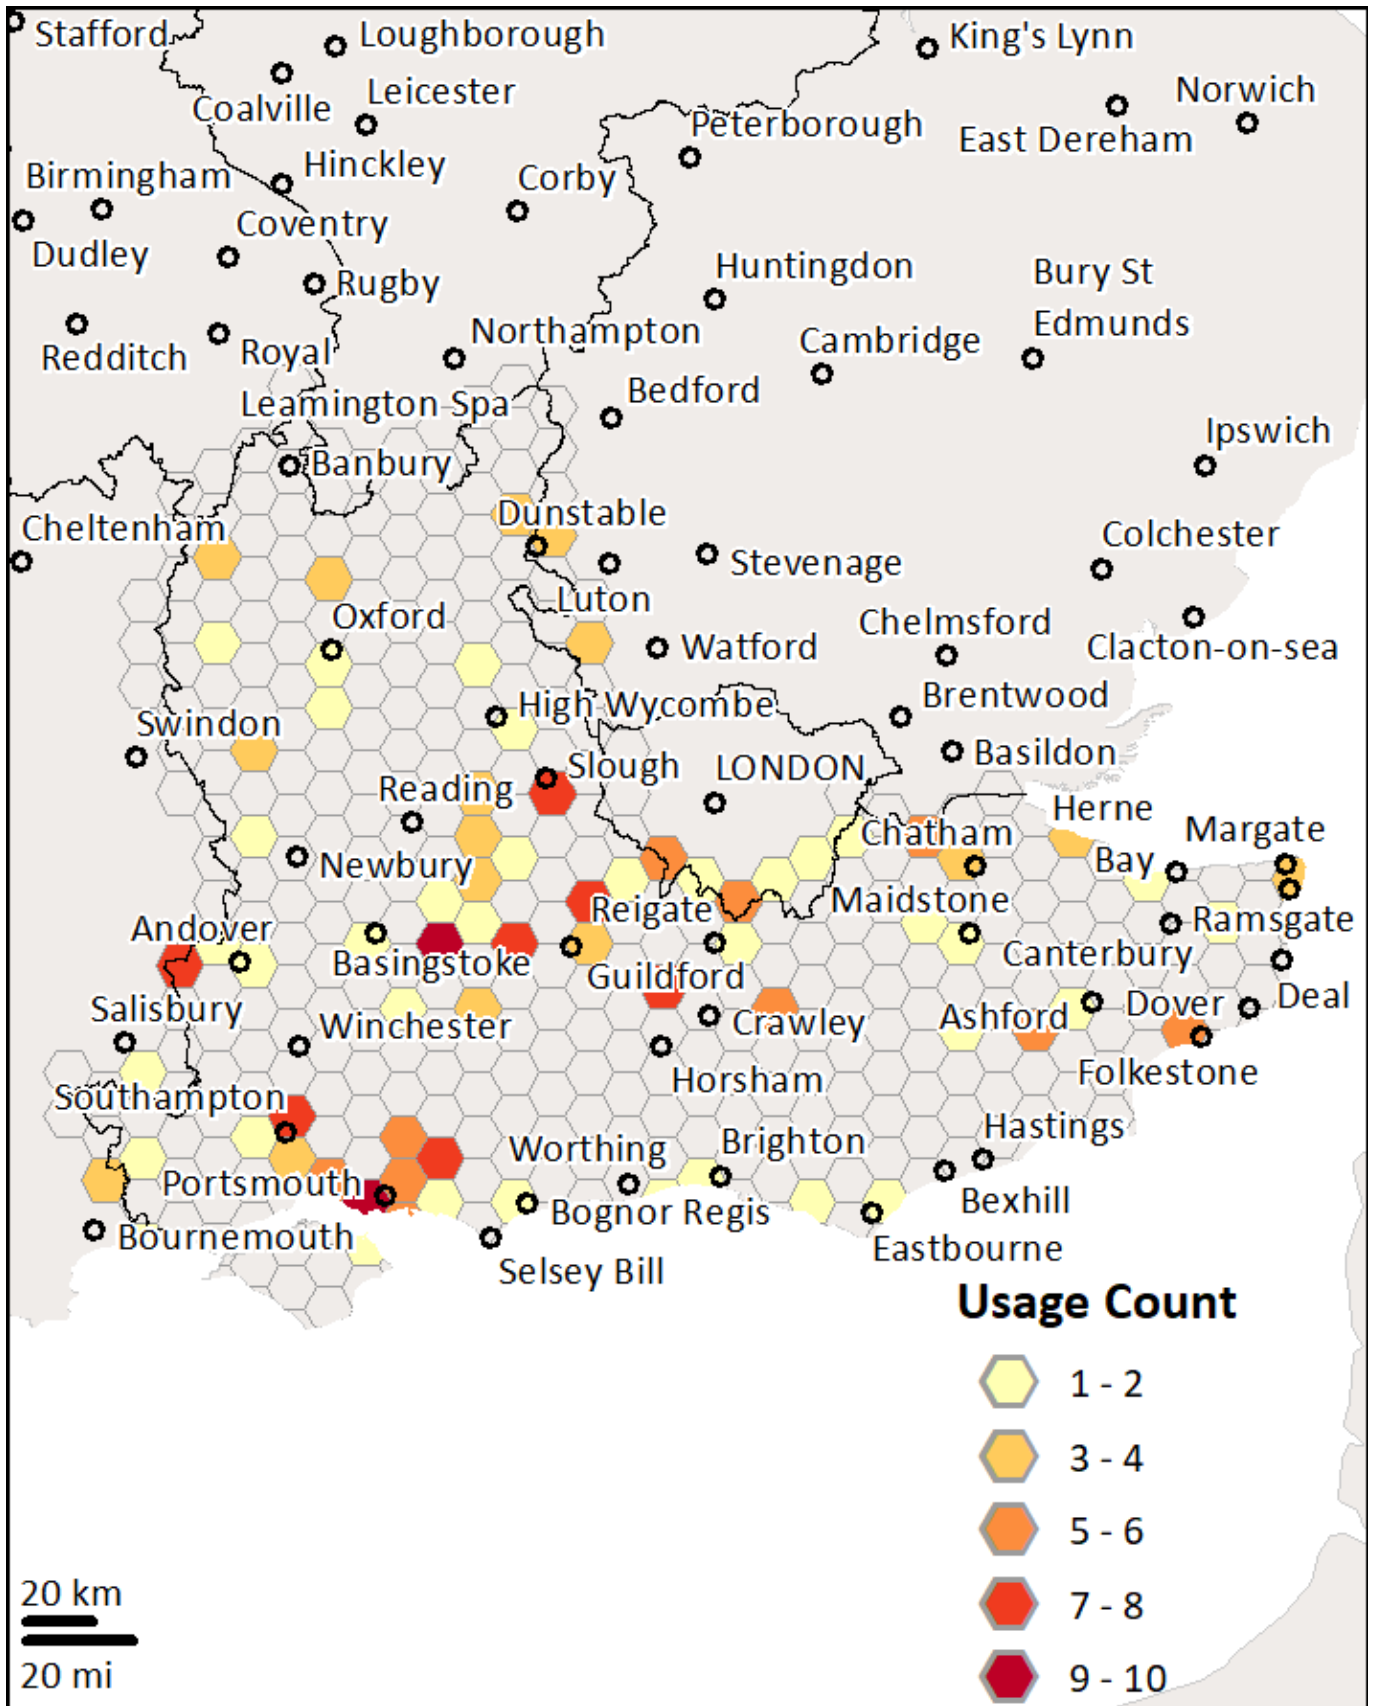 Stafford
Loughborough
King's Lynn
Coalville
Leicester
Norwich
Peterborough
East Dereham
Hinckley
Birmingham
Corby
Coventry
Dudley
Rugby
Huntingdon
Bury St
Edmunds
Redditch
Royal
Leamington Spa
Northampton
Cambridge
Bedford
Ipswich
Banbury
Cheltenham
Dunstable
Colchester
Stevenage
Luton
Oxford
Watford
Chelmsford
Clacton-on-sea
High Wycombe
Brentwood
Swindon
Slough
LONDON
Basildon
Reading
Herne
Bay
Chatham
Margate
Newbury
Maidstone
Reigate
Ramsgate
Andover
Basingstoke
Guildford
Canterbury
Salisbury
Winchester
Crawley
Ashford
Dover
Deal
Horsham
Folkestone
Southampton
Worthing
Brighton
Hastings
Portsmouth
Bognor Regis
Bexhill
Bournemouth
Selsey Bill
Eastbourne
Usage Count
1 - 2
3 - 4
5 - 6
7 - 8
9 - 10
20 km
20 mi